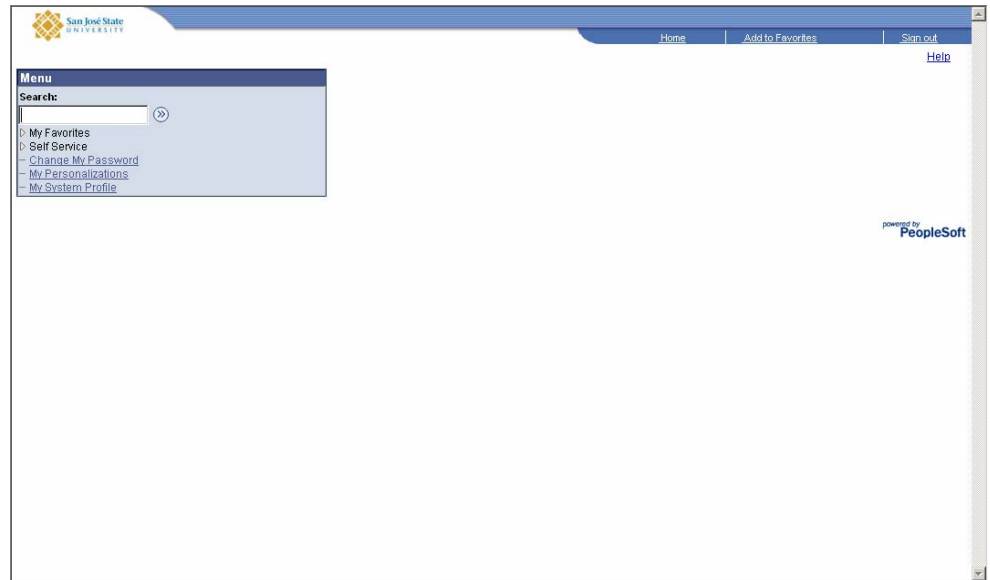 San José State
UNIVERSITY
Home Add to Favorites Sign out
Help
Menu
Search:
My Favorites
Self Service
Change My Password
My Personalizations
My System Profile
powered by
PeopleSoft